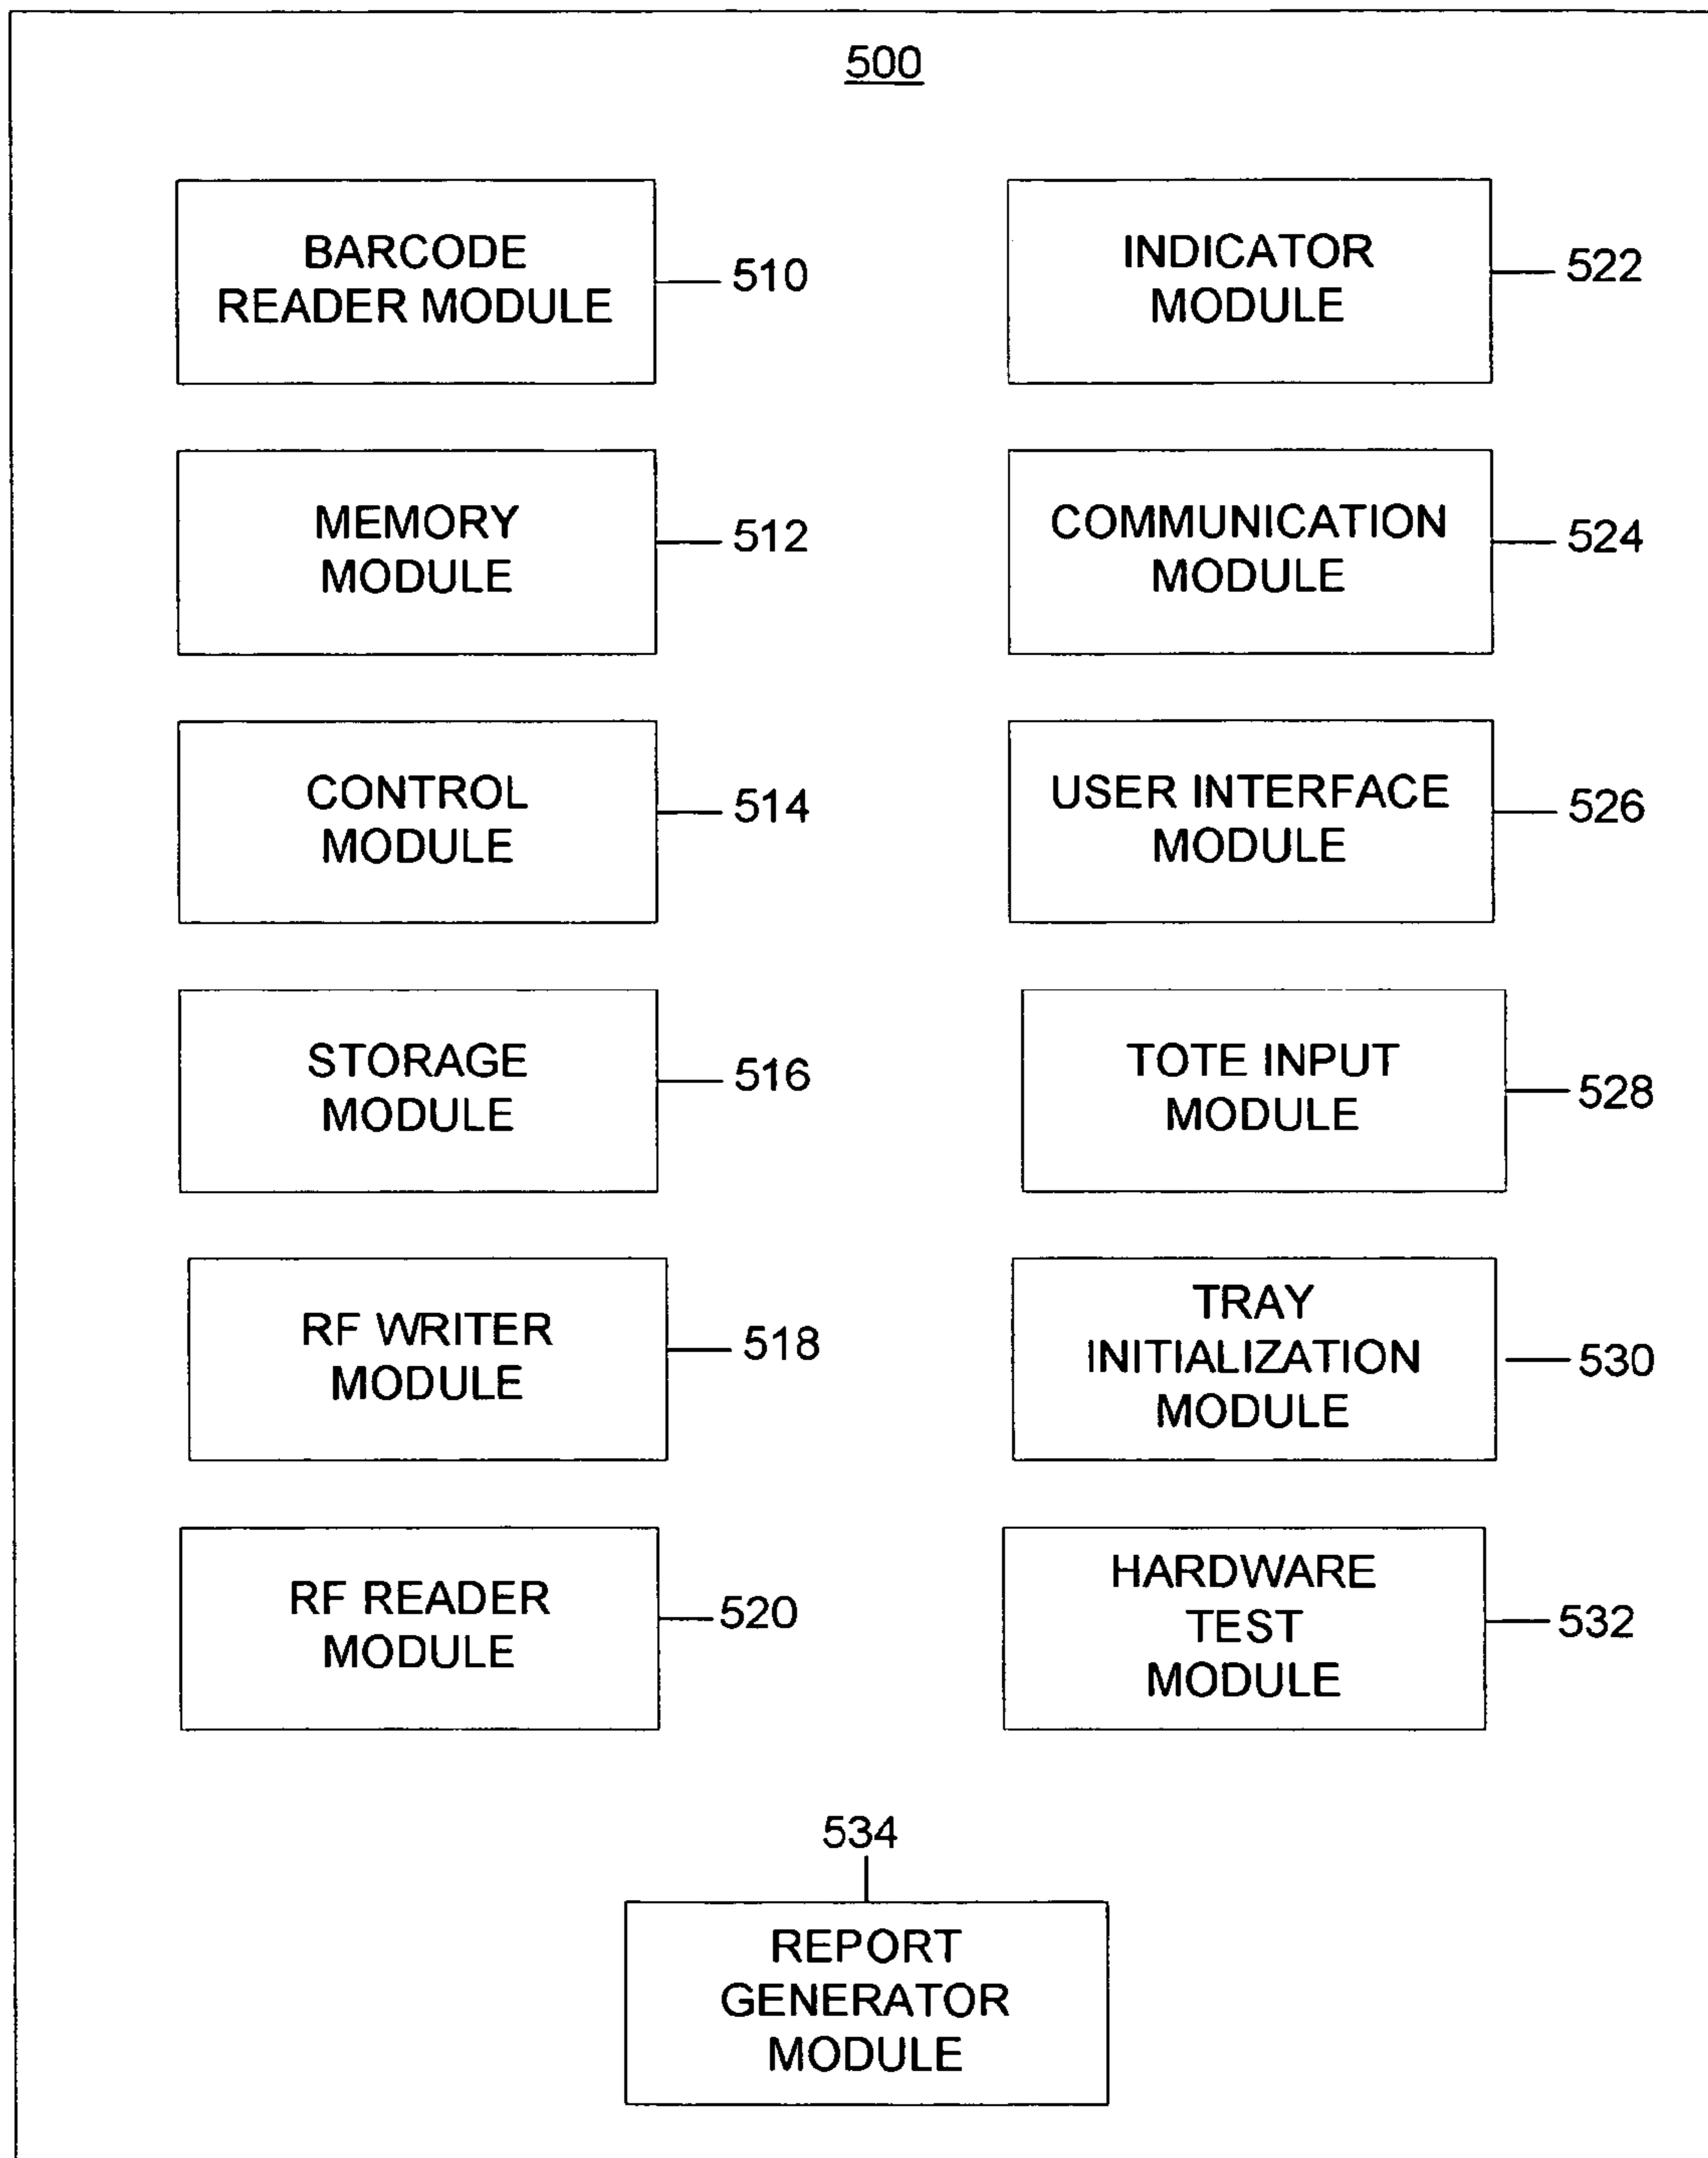 500
BARCODE
READER MODULE
510
INDICATOR
MODULE
522
MEMORY
MODULE
512
COMMUNICATION
MODULE
524
CONTROL
MODULE
514
USER INTERFACE
MODULE
526
STORAGE
MODULE
516
TOTE INPUT
MODULE
528
RF WRITER
MODULE
518
TRAY
INITIALIZATION
MODULE
530
RF READER
MODULE
520
HARDWARE
TEST
MODULE
532
534
REPORT
GENERATOR
MODULE